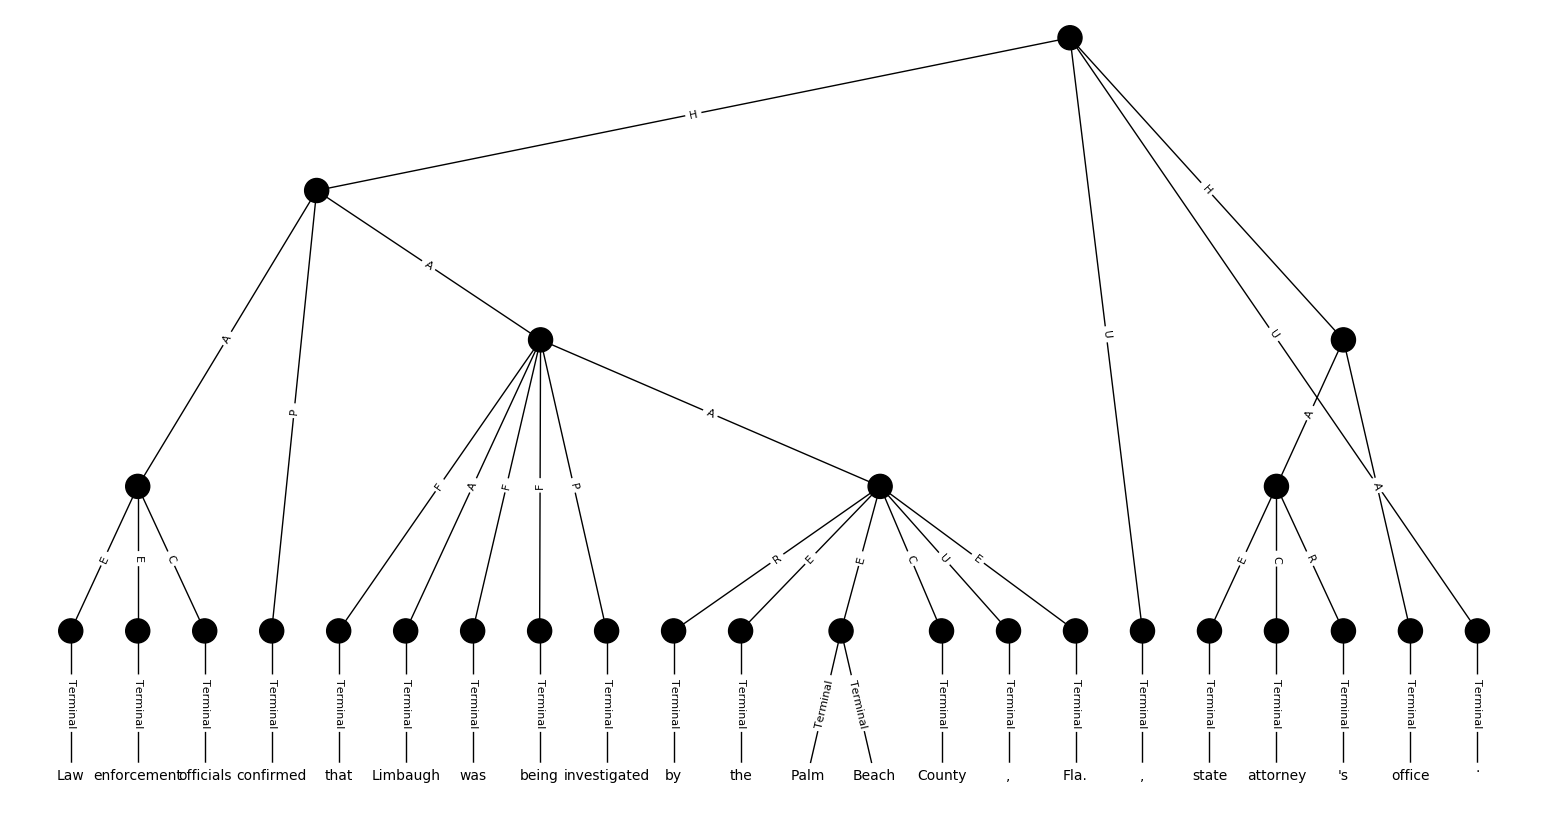 H
A P A H
A F A F F P A U U A A
E E C R E E C U E E C R
Terminal Terminal Terminal Terminal Terminal Terminal Terminal Terminal Terminal Terminal Terminal Terminal Terminal Terminal Terminal Terminal Terminal Terminal Terminal Terminal Terminal Terminal
Law enforcement officials confirmed that Limbaugh was being investigated by the Palm Beach County , Fla. , state attorney 's office .